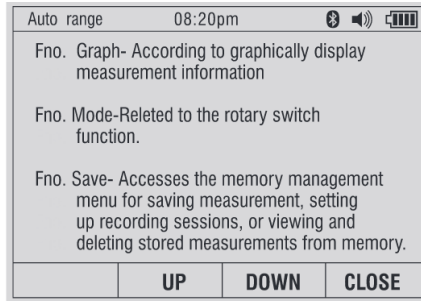 Auto range 08:20pm
Fno. Graph- According to graphically display
measurement information
Fno. Mode-Releted to the rotary switch
function.
Fno. Save- Accesses the memory management
menu for saving measurement, setting
up recording sessions, or viewing and
deleting stored measurements from memory.
UP DOWN CLOSE